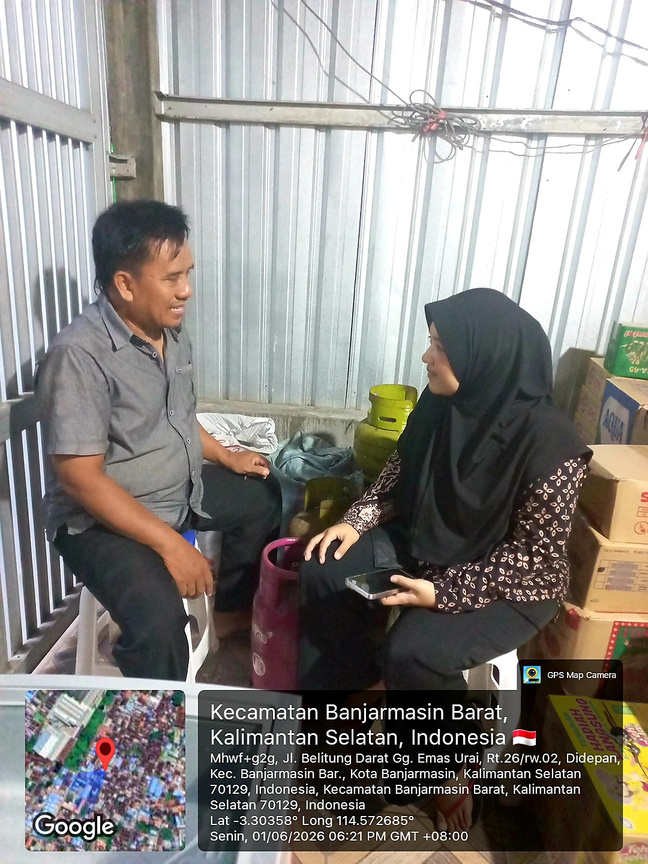 AQUA
GPS Map Camera
Kecamatan Banjarmasin Barat,
Kalimantan Selatan, Indonesia 🇮🇩
Mhwf+g2g, Jl. Belitung Darat Gg. Emas Urai, Rt.26/rw.02, Didepan,
Kec. Banjarmasin Bar., Kota Banjarmasin, Kalimantan Selatan
70129, Indonesia, Kecamatan Banjarmasin Barat, Kalimantan
Selatan 70129, Indonesia
Lat -3.30358° Long 114.572685°
Senin, 01/06/2026 06:21 PM GMT +08:00
Google